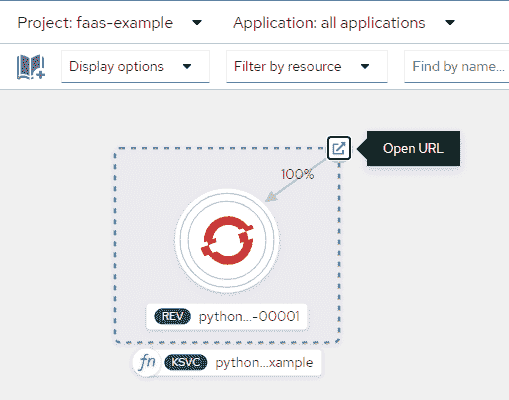 Project: faas-example Application: all applications
Display options Filter by resource Find by name...
Open URL
100%
REV python...-00001
fn KSVC python...xample